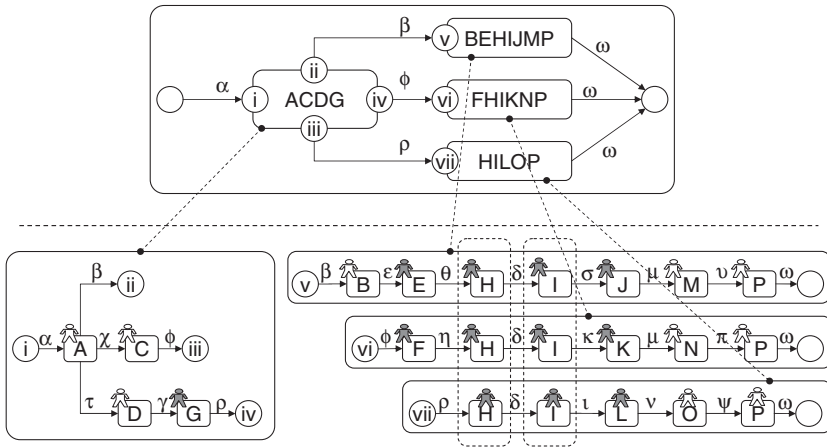 β v BEHIJMP ω
ii
α i ACDG iv ϕ vi FHIKNP ω
iii
ρ vii HILOP ω
β ii
i α A χ C ϕ iii
τ D γ G ρ iv
v β B ε E θ H δ I σ J μ M υ P ω
vi ϕ F η H δ I κ K μ N π P ω
vii ρ H δ I ι L ν O ψ P ω